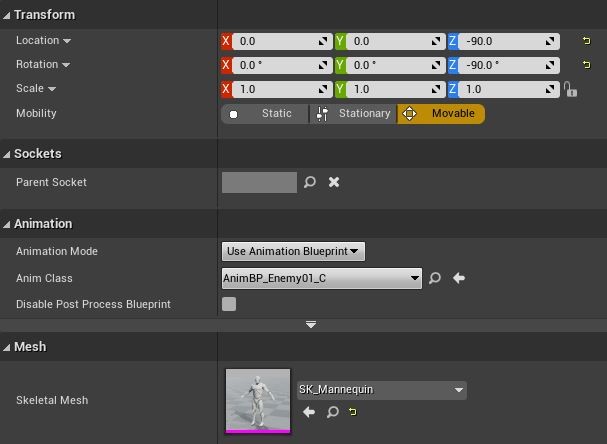 Transform
Location X 0.0 Y 0.0 Z -90.0
Rotation X 0.0 ° Y 0.0 ° Z -90.0 °
Scale X 1.0 Y 1.0 Z 1.0
Mobility Static Stationary Movable
Sockets
Parent Socket
Animation
Animation Mode Use Animation Blueprint
Anim Class AnimBP_Enemy01_C
Disable Post Process Blueprint
Mesh
SK_Mannequin
Skeletal Mesh